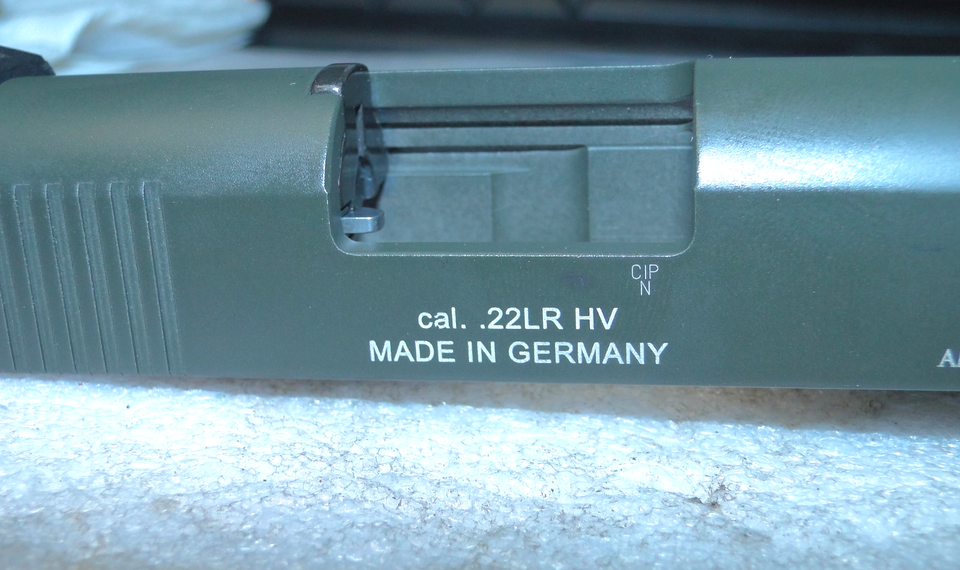 CIP
N
cal. .22LR HV
MADE IN GERMANY